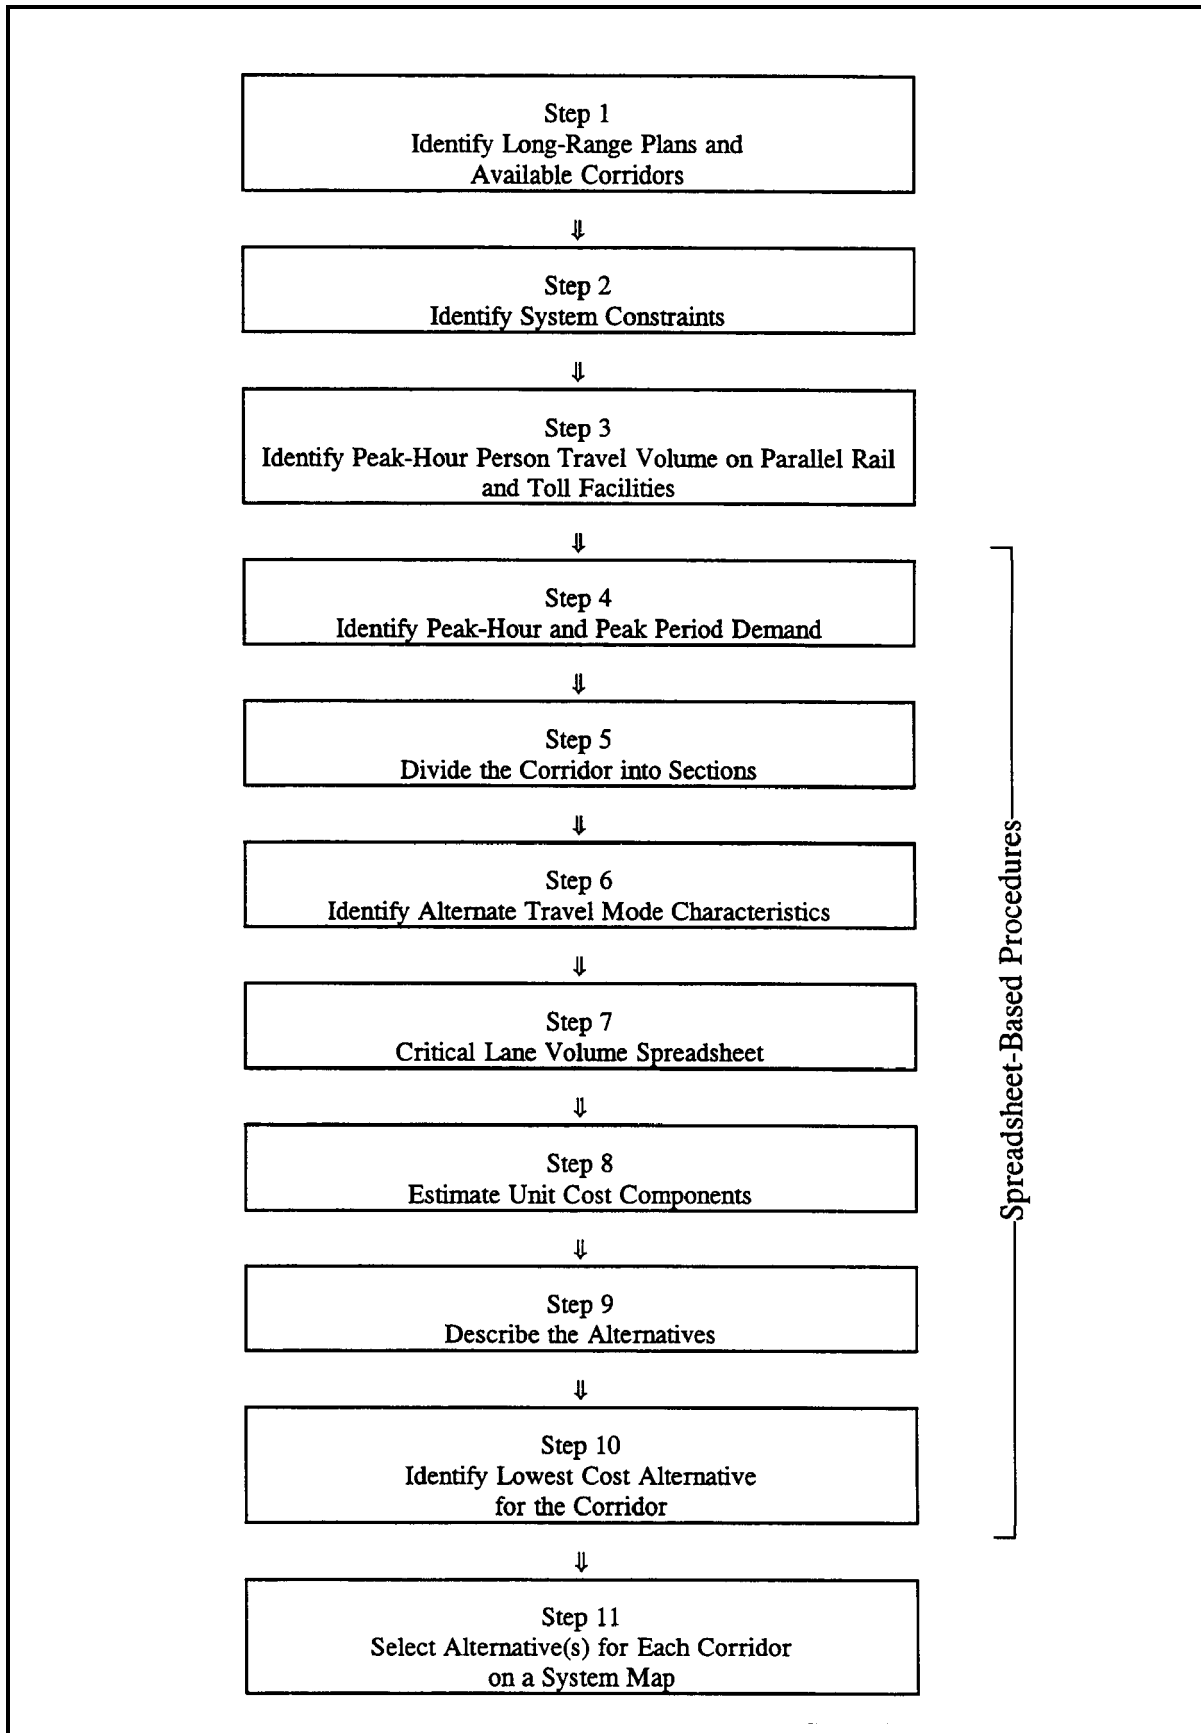 Step 1
Identify Long-Range Plans and
Available Corridors
⇓
Step 2
Identify System Constraints
⇓
Step 3
Identify Peak-Hour Person Travel Volume on Parallel Rail
and Toll Facilities
⇓
Step 4
Identify Peak-Hour and Peak Period Demand
⇓
Step 5
Divide the Corridor into Sections
⇓
Step 6
Identify Alternate Travel Mode Characteristics
⇓
Step 7
Critical Lane Volume Spreadsheet
⇓
Step 8
Estimate Unit Cost Components
⇓
Step 9
Describe the Alternatives
⇓
Step 10
Identify Lowest Cost Alternative
for the Corridor
⇓
Step 11
Select Alternative(s) for Each Corridor
on a System Map
Spreadsheet-Based Procedures